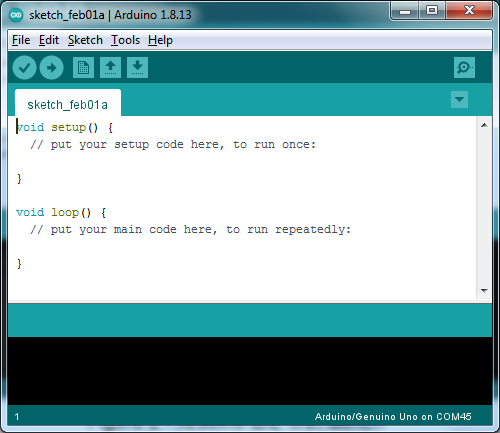 sketch_feb01a | Arduino 1.8.13
File Edit Sketch Tools Help
sketch_feb01a
void setup() {
  // put your setup code here, to run once:
}
void loop() {
  // put your main code here, to run repeatedly:
}
1
Arduino/Genuino Uno on COM45